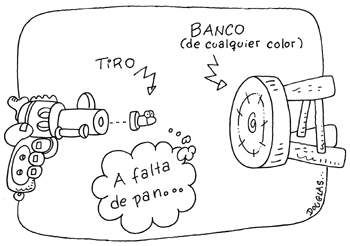 BANCO
(de cualquier color)
TiRO
A falta
de pan...
DOUGLAS...